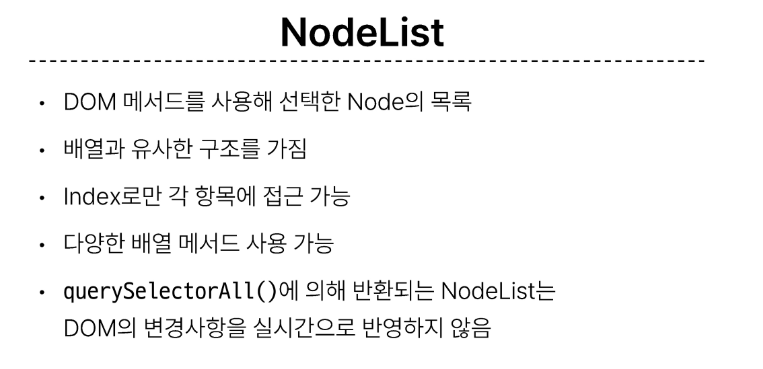 NodeList
• DOM 메서드를 사용해 선택한 Node의 목록
• 배열과 유사한 구조를 가짐
• Index로만 각 항목에 접근 가능
• 다양한 배열 메서드 사용 가능
• querySelectorAll()에 의해 반환되는 NodeList는
DOM의 변경사항을 실시간으로 반영하지 않음